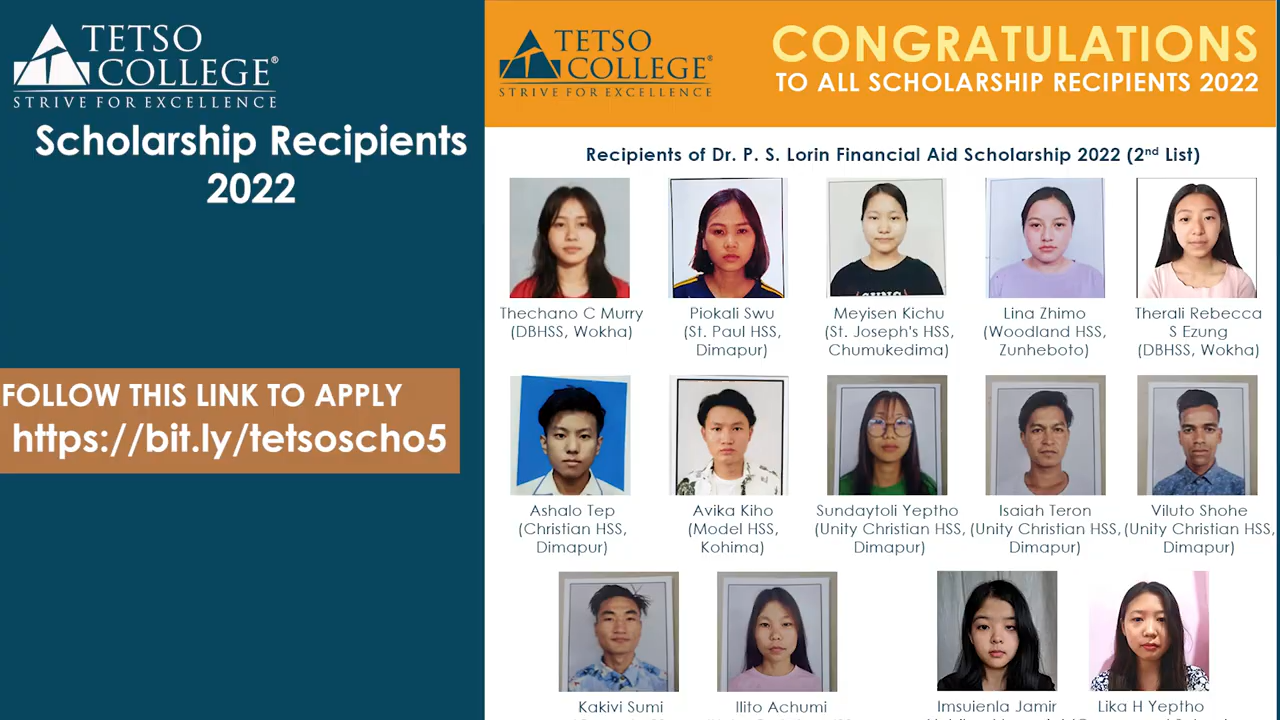 TETSO
COLLEGE®
STRIVE FOR EXCELLENCE
Scholarship Recipients
2022
FOLLOW THIS LINK TO APPLY
https://bit.ly/tetsoscho5
TETSO
COLLEGE®
STRIVE FOR EXCELLENCE
CONGRATULATIONS
TO ALL SCHOLARSHIP RECIPIENTS 2022
Recipients of Dr. P. S. Lorin Financial Aid Scholarship 2022 (2nd List)
Thechano C Murry
(DBHSS, Wokha)
Piokali Swu
(St. Paul HSS,
Dimapur)
Meyisen Kichu
(St. Joseph's HSS,
Chumukedima)
Lina Zhimo
(Woodland HSS,
Zunheboto)
Therali Rebecca
S Ezung
(DBHSS, Wokha)
Ashalo Tep
(Christian HSS,
Dimapur)
Avika Kiho
(Model HSS,
Kohima)
Sundaytoli Yeptho
(Unity Christian HSS,
Dimapur)
Isaiah Teron
(Unity Christian HSS,
Dimapur)
Viluto Shohe
(Unity Christian HSS,
Dimapur)
Kakivi Sumi
Ilito Achumi
Imsuienla Jamir
Lika H Yeptho